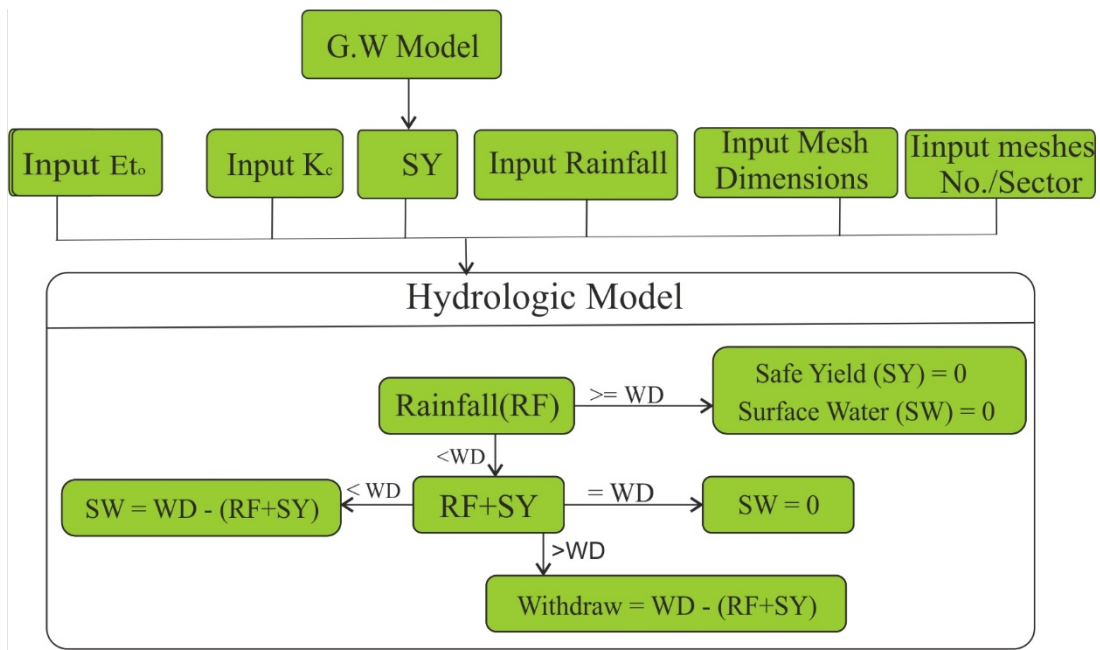 G.W Model
Input Eto
Input Kc
SY
Input Rainfall
Input Mesh
Dimensions
Iinput meshes
No./Sector
Hydrologic Model
Rainfall(RF)
>= WD
Safe Yield (SY) = 0
Surface Water (SW) = 0
<WD
SW = WD - (RF+SY)
< WD
RF+SY
= WD
SW = 0
>WD
Withdraw = WD - (RF+SY)